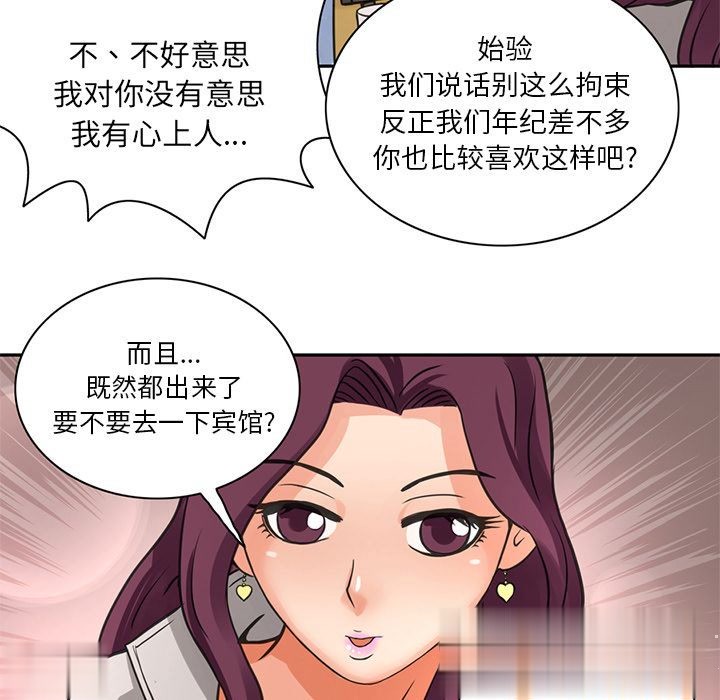 不、不好意思
我对你没有意思
我有心上人...
始验
我们说话别这么拘束
反正我们年纪差不多
你也比较喜欢这样吧?
而且...
既然都出来了
要不要去一下宾馆?